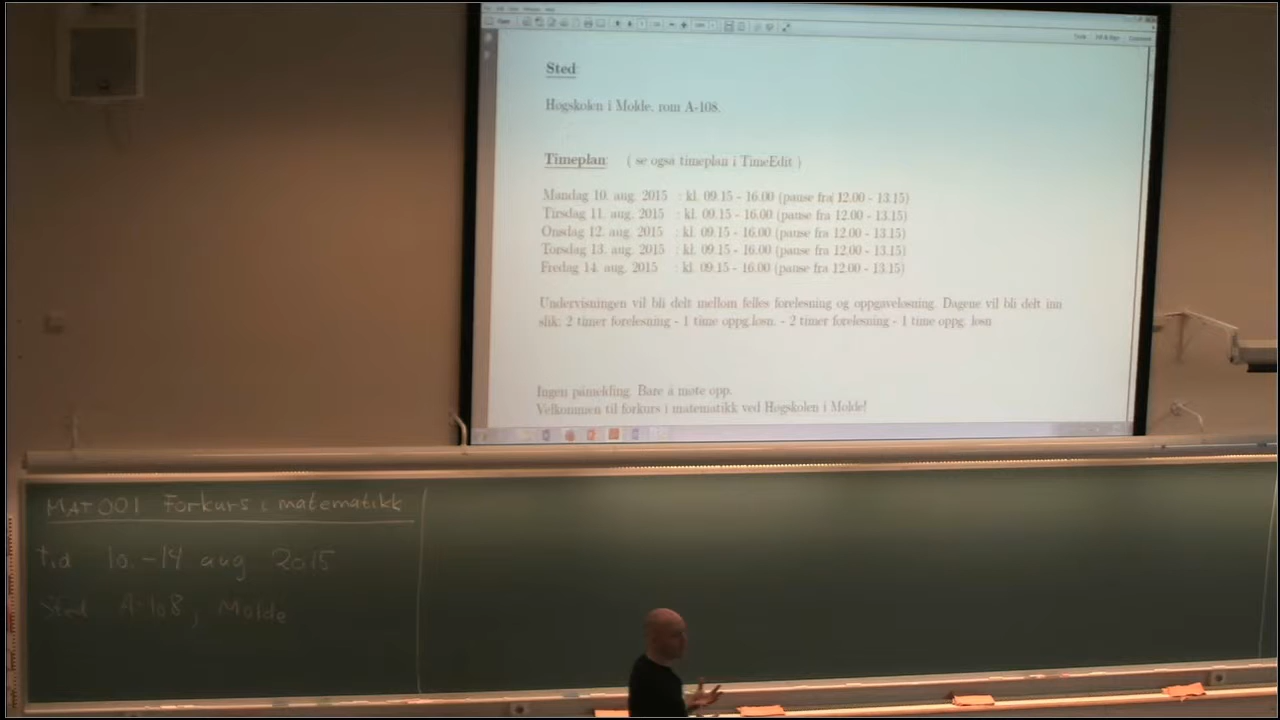 Sted:
Høgskolen i Molde, rom A-108.
Timeplan: ( se også timeplan i TimeEdit )
Mandag 10. aug. 2015 : kl. 09.15 - 16.00 (pause fra 12.00 - 13.15)
Tirsdag 11. aug. 2015 : kl. 09.15 - 16.00 (pause fra 12.00 - 13.15)
Onsdag 12. aug. 2015 : kl. 09.15 - 16.00 (pause fra 12.00 - 13.15)
Torsdag 13. aug. 2015 : kl. 09.15 - 16.00 (pause fra 12.00 - 13.15)
Fredag 14. aug. 2015 : kl. 09.15 - 16.00 (pause fra 12.00 - 13.15)
Undervisningen vil bli delt mellom felles forelesning og oppgaveløsning. Dagene vil bli delt inn
slik: 2 timer forelesning - 1 time oppg.løsn. - 2 timer forelesning - 1 time oppg. løsn
Ingen påmelding. Bare å møte opp.
Velkommen til forkurs i matematikk ved Høgskolen i Molde!
MAT001 Forkurs i matematikk
tid 10.-14 aug 2015
sted A-108, Molde